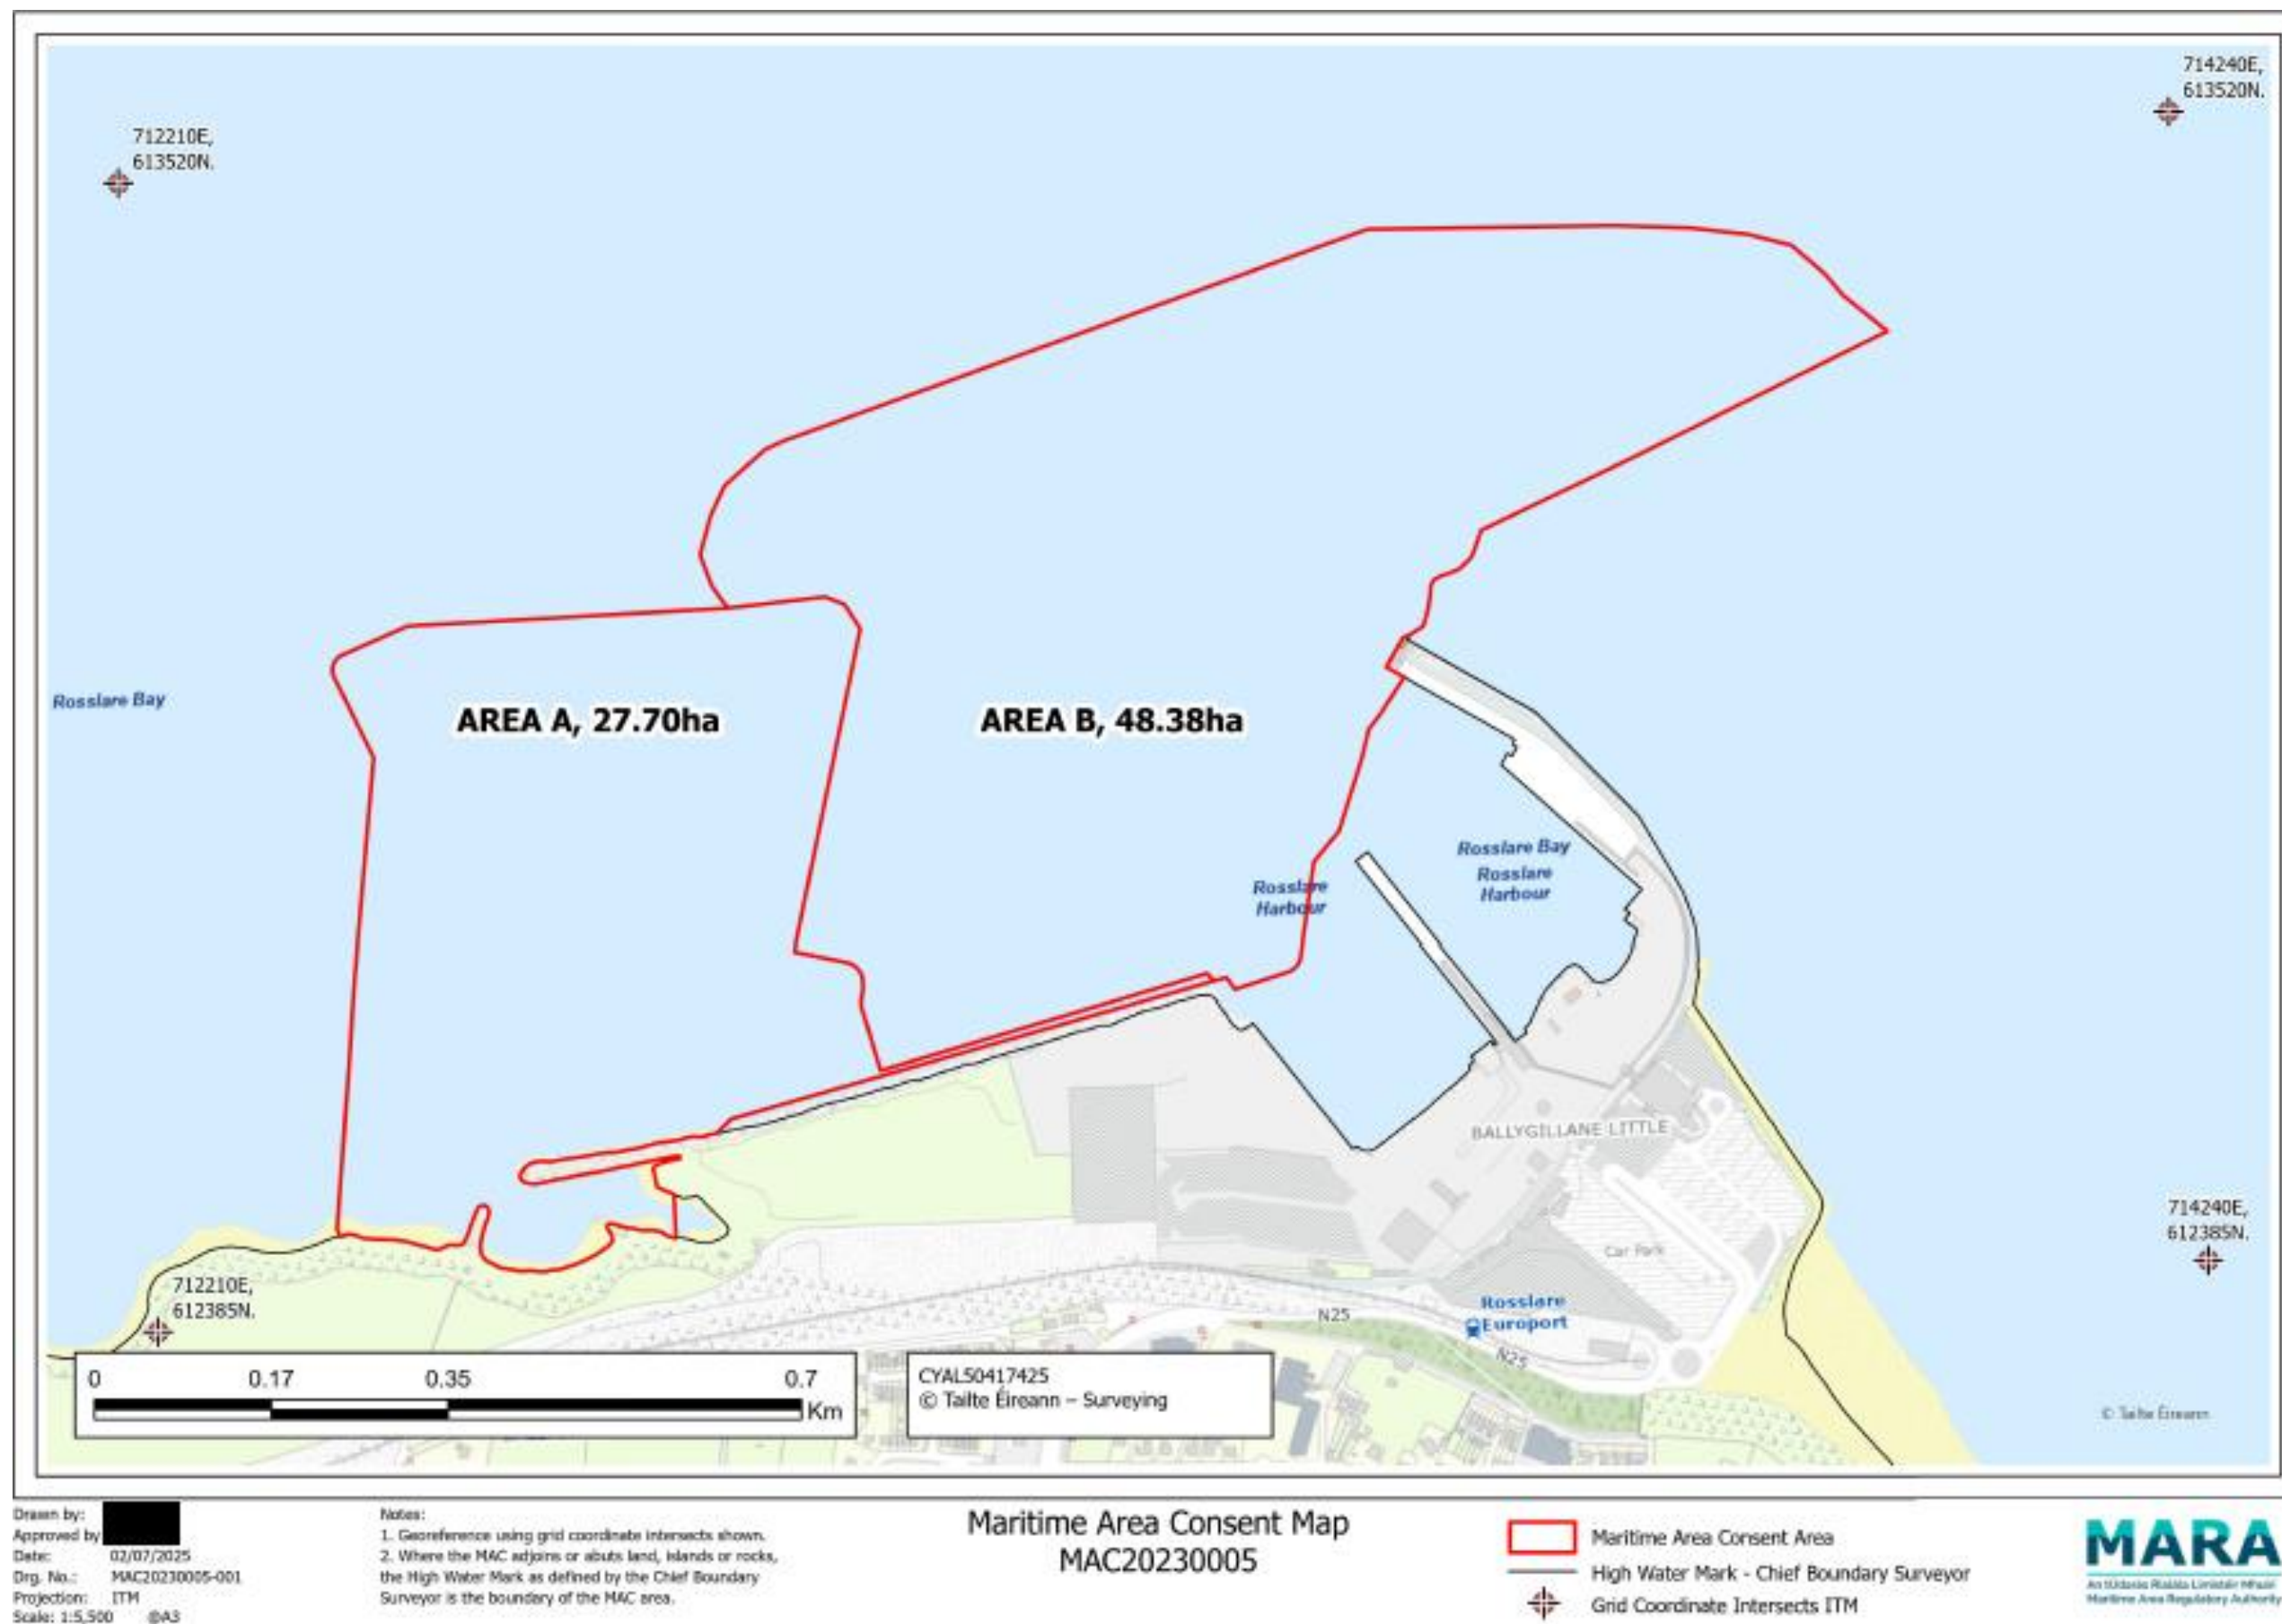 714240E,
613520N.
712210E,
613520N.
Rosslare Bay
AREA A, 27.70ha
AREA B, 48.38ha
Rosslare Bay
Rosslare
Harbour
Rosslare
Harbour
BALLYGILLANE LITTLE
714240E,
612385N.
Car Park
712210E,
612385N.
Rosslare
Europort
N25
N25
0 0.17 0.35 0.7
Km
CYAL50417425
© Tailte Éireann – Surveying
© Tailte Éireann
Drawn by:
Approved by
Date: 02/07/2025
Drg. No.: MAC20230005-001
Projection: ITM
Scale: 1:5,500 @A3
Notes:
1. Georeference using grid coordinate intersects shown.
2. Where the MAC adjoins or abuts land, islands or rocks,
the High Water Mark as defined by the Chief Boundary
Surveyor is the boundary of the MAC area.
Maritime Area Consent Map
MAC20230005
Maritime Area Consent Area
High Water Mark - Chief Boundary Surveyor
Grid Coordinate Intersects ITM
MARA
An tÚdarás Rialála Limistéir Mhuirí
Maritime Area Regulatory Authority